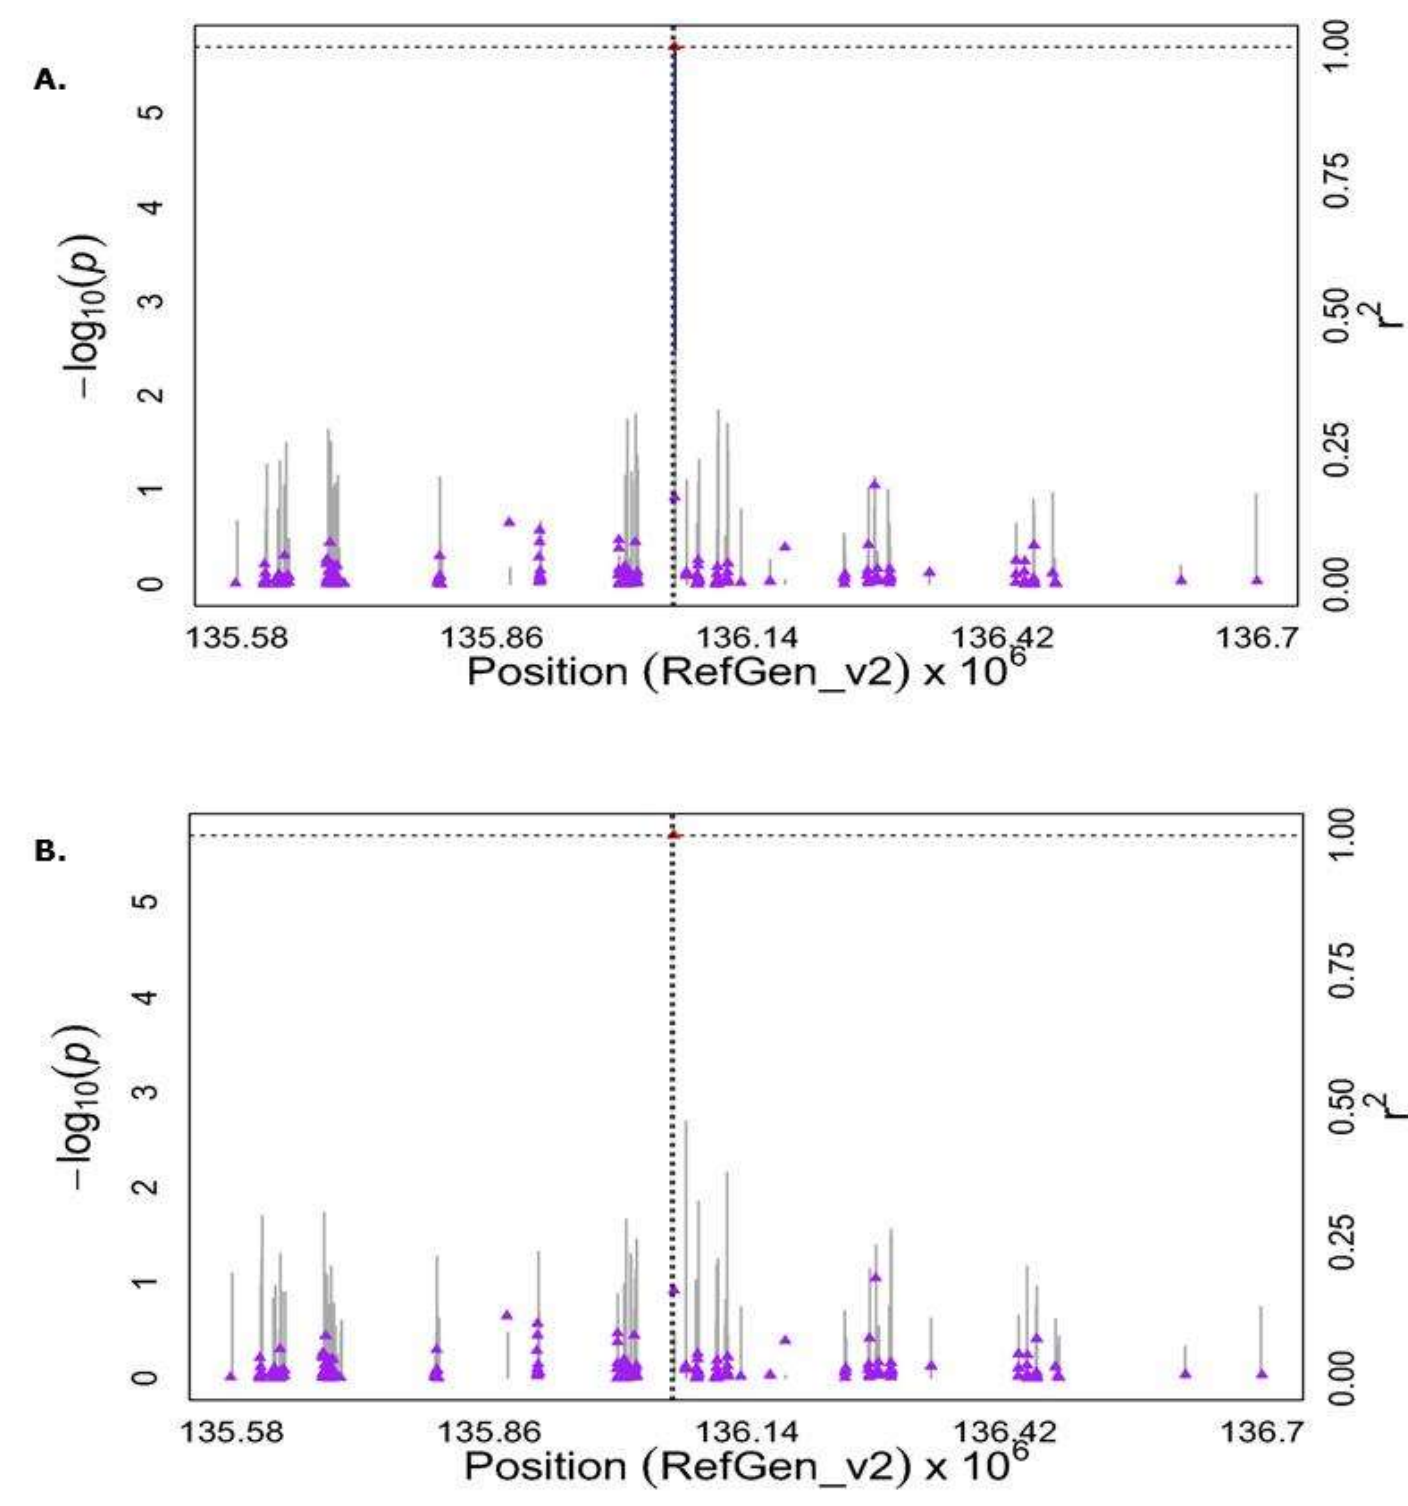 A.
5
4
3
2
1
0
−log₁₀(p)
1.00
0.75
0.50
0.25
0.00
r²
135.58 135.86 136.14 136.42 136.7
Position (RefGen_v2) x 10⁶
B.
5
4
3
2
1
0
−log₁₀(p)
1.00
0.75
0.50
0.25
0.00
r²
135.58 135.86 136.14 136.42 136.7
Position (RefGen_v2) x 10⁶